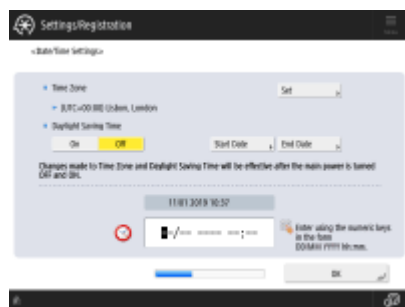 Settings/Registration
Menu
<Date/Time Settings>
Time Zone
Set
(UTC+00:00) Lisbon, London
Daylight Saving Time
On
Off
Start Date
End Date
Changes made to Time Zone and Daylight Saving Time will be effective after the main power is turned
OFF and ON.
11/01 2019 10:37
--/-- ---- --:--
Enter using the numeric keys
in the form
DD/MM YYYY hh:mm.
OK